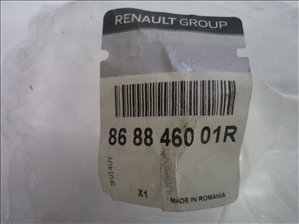 RENAULT GROUP
86 88 460 01R
X1
MADE IN ROMANIA